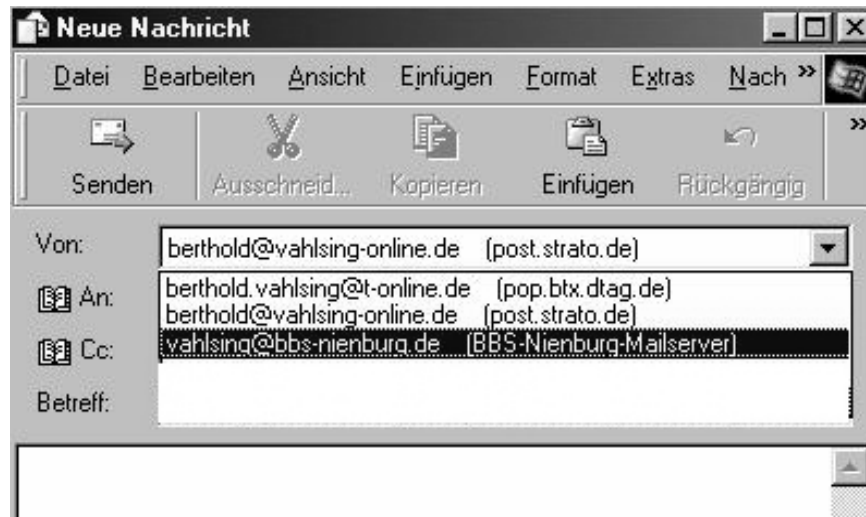 Neue Nachricht
Datei Bearbeiten Ansicht Einfügen Format Extras Nach »
»
Senden Ausschneid... Kopieren Einfügen Rückgängig
Von: berthold@vahlsing-online.de (post.strato.de)
An: berthold.vahlsing@t-online.de (pop.btx.dtag.de)
berthold@vahlsing-online.de (post.strato.de)
Cc: vahlsing@bbs-nienburg.de (BBS-Nienburg-Mailserver)
Betreff: